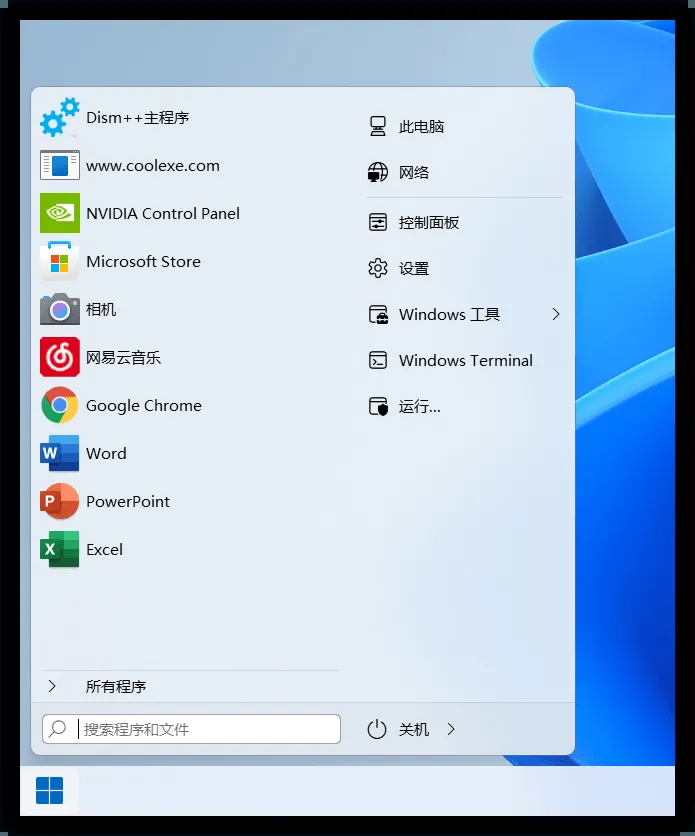 Dism++主程序
www.coolexe.com
NVIDIA Control Panel
Microsoft Store
相机
网易云音乐
Google Chrome
W Word
P PowerPoint
X Excel
所有程序
搜索程序和文件
此电脑
网络
控制面板
设置
Windows 工具
Windows Terminal
运行...
关机